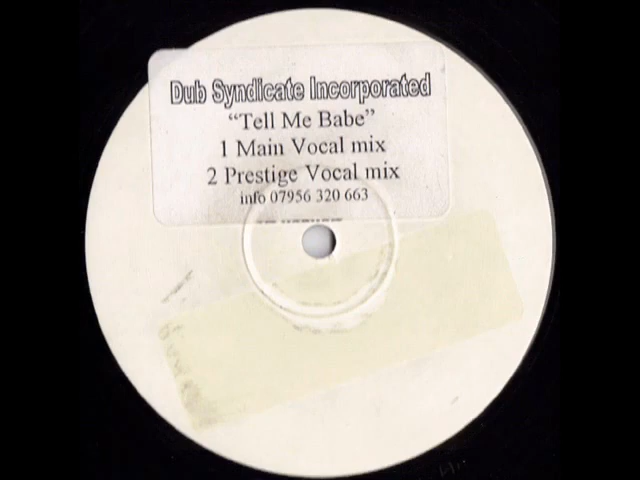 Dub Syndicate Incorporated
“Tell Me Babe”
1 Main Vocal mix
2 Prestige Vocal mix
info 07956 320 663